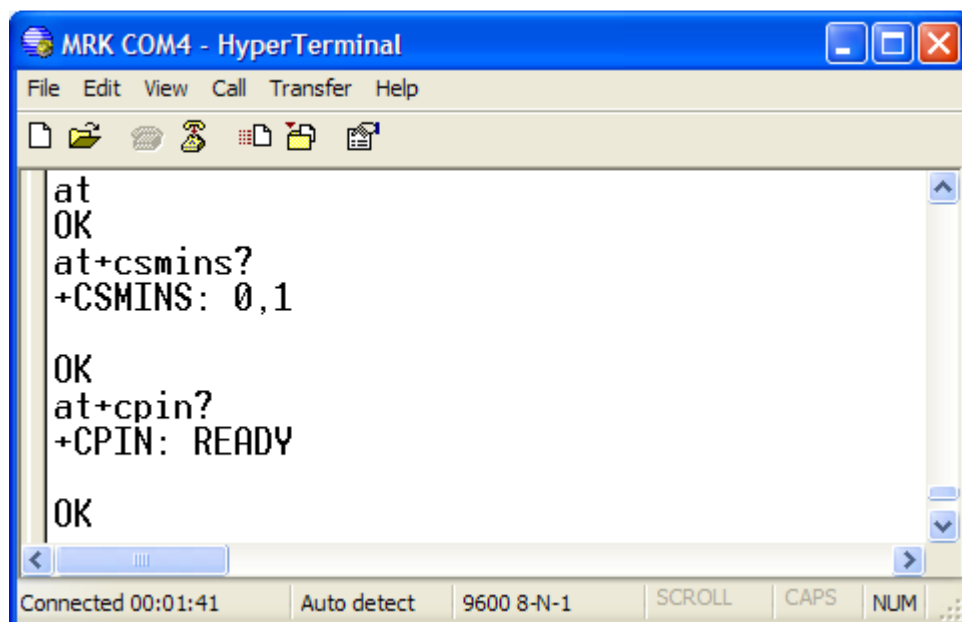 MRK COM4 - HyperTerminal
File Edit View Call Transfer Help
at
OK
at+csmins?
+CSMINS: 0,1
OK
at+cpin?
+CPIN: READY
OK
Connected 00:01:41 Auto detect 9600 8-N-1 SCROLL CAPS NUM